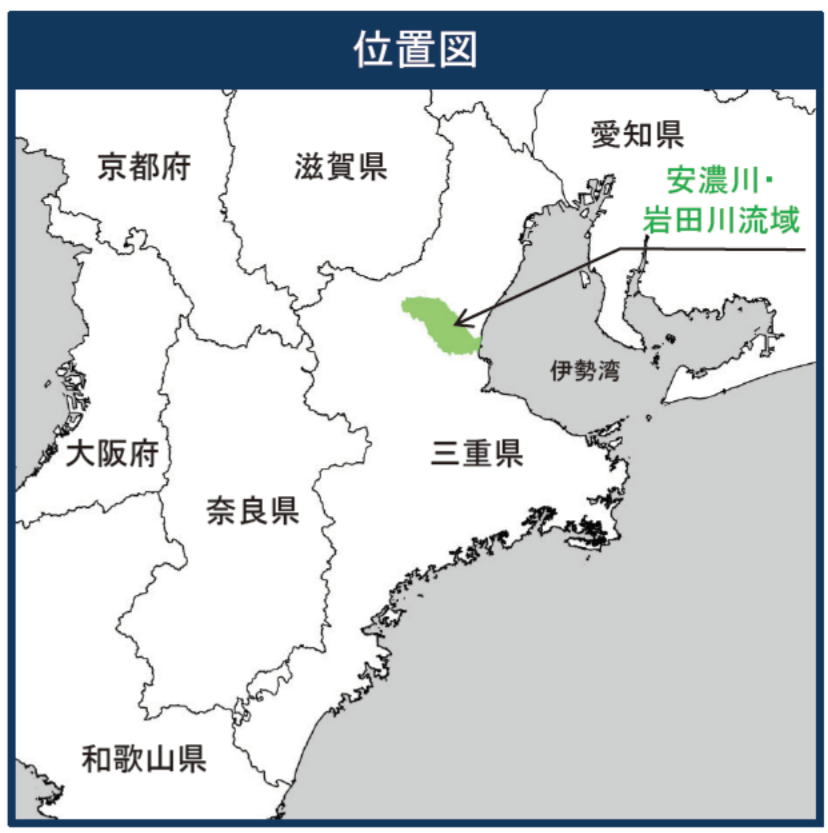 位置図
愛知県
京都府
滋賀県
安濃川・
岩田川流域
伊勢湾
大阪府
三重県
奈良県
和歌山県